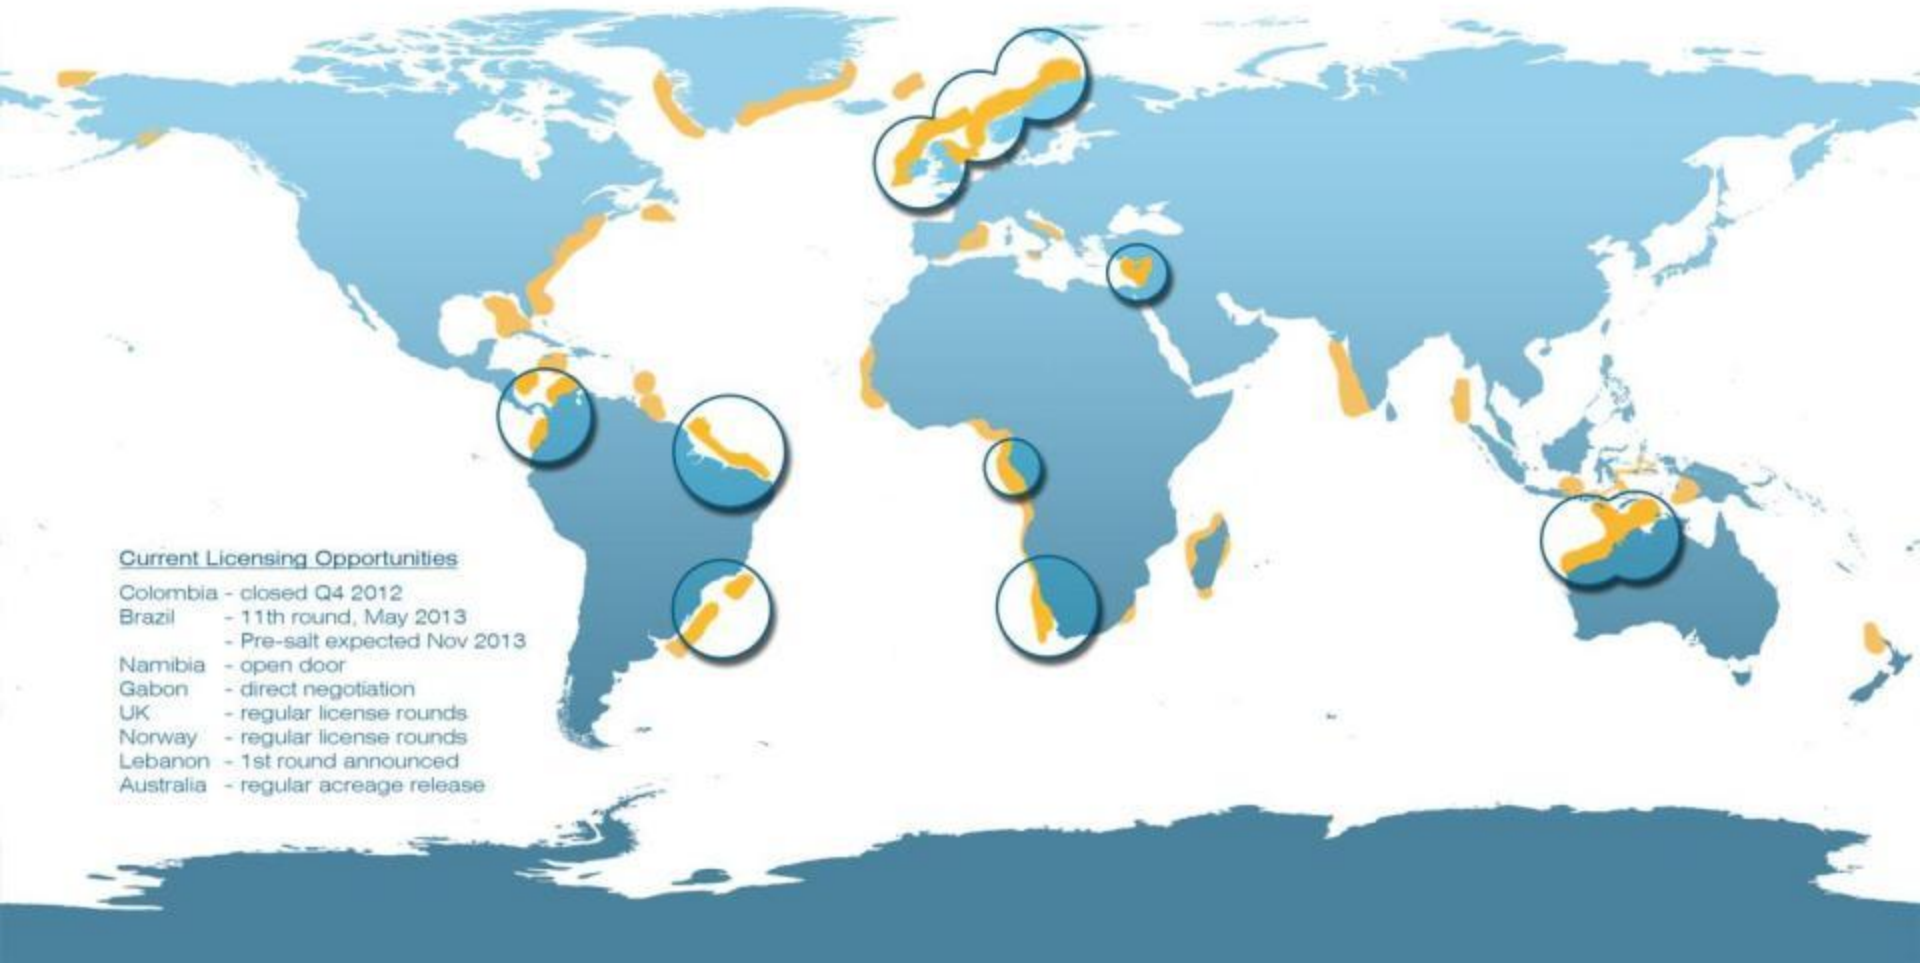 Current Licensing Opportunities
Colombia - closed Q4 2012
Brazil - 11th round, May 2013
- Pre-salt expected Nov 2013
Namibia - open door
Gabon - direct negotiation
UK - regular license rounds
Norway - regular license rounds
Lebanon - 1st round announced
Australia - regular acreage release